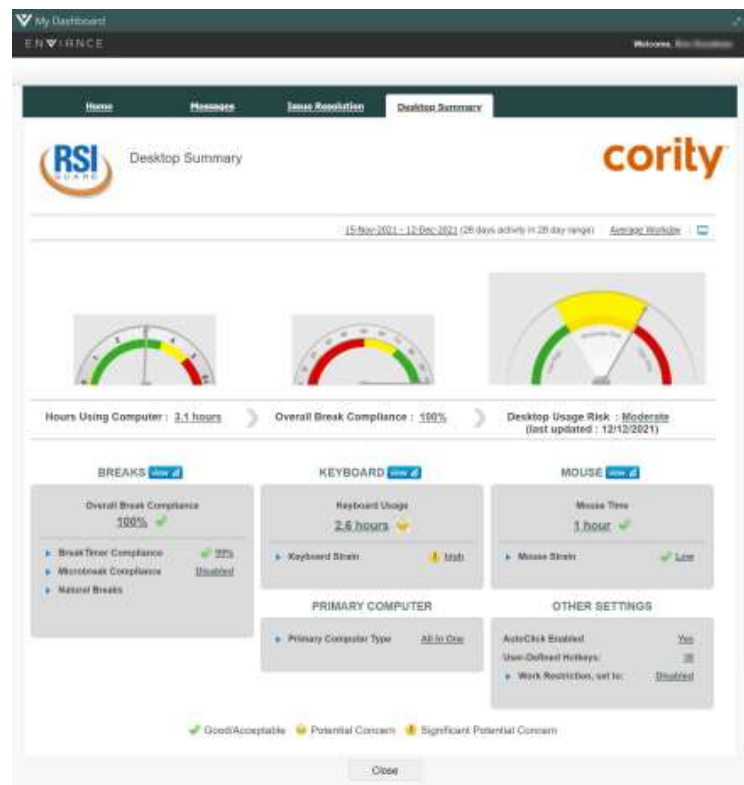 My Dashboard
ENVIANCE
Welcome,
Home Messages Issue Resolution Desktop Summary
RSI
GUARD
Desktop Summary
cority
15-Nov-2021 - 12-Dec-2021 (28 days activity in 28 day range) Average Workday
Moderate Risk
Hours Using Computer : 3.1 hours
Overall Break Compliance : 100%
Desktop Usage Risk : Moderate
(last updated : 12/12/2021)
BREAKS view
Overall Break Compliance
100%
BreakTimer Compliance 99%
Microbreak Compliance Disabled
Natural Breaks
KEYBOARD view
Keyboard Usage
2.6 hours
Keyboard Strain High
MOUSE view
Mouse Time
1 hour
Mouse Strain Low
PRIMARY COMPUTER
Primary Computer Type All In One
OTHER SETTINGS
AutoClick Enabled Yes
User-Defined Hotkeys:
Work Restriction, set to: Disabled
Good/Acceptable Potential Concern Significant Potential Concern
Close